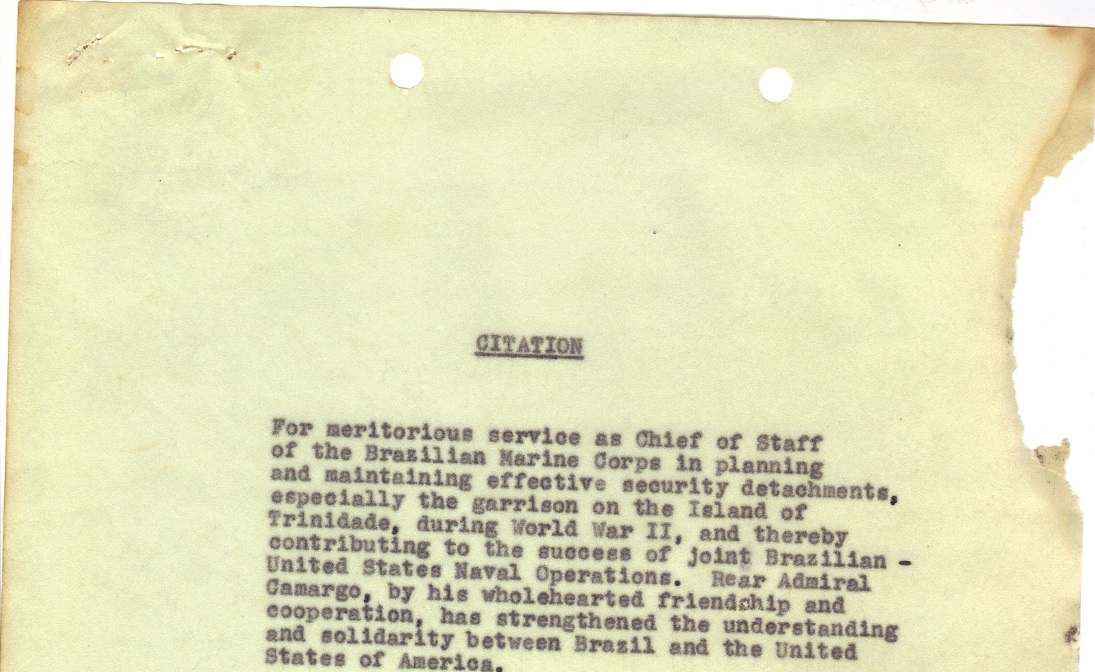 CITATION
For meritorious service as Chief of Staff
of the Brazilian Marine Corps in planning
and maintaining effective security detachments,
especially the garrison on the Island of
Trinidade, during World War II, and thereby
contributing to the success of joint Brazilian -
United States Naval Operations. Rear Admiral
Camargo, by his wholehearted friendship and
cooperation, has strengthened the understanding
and solidarity between Brazil and the United
States of America.